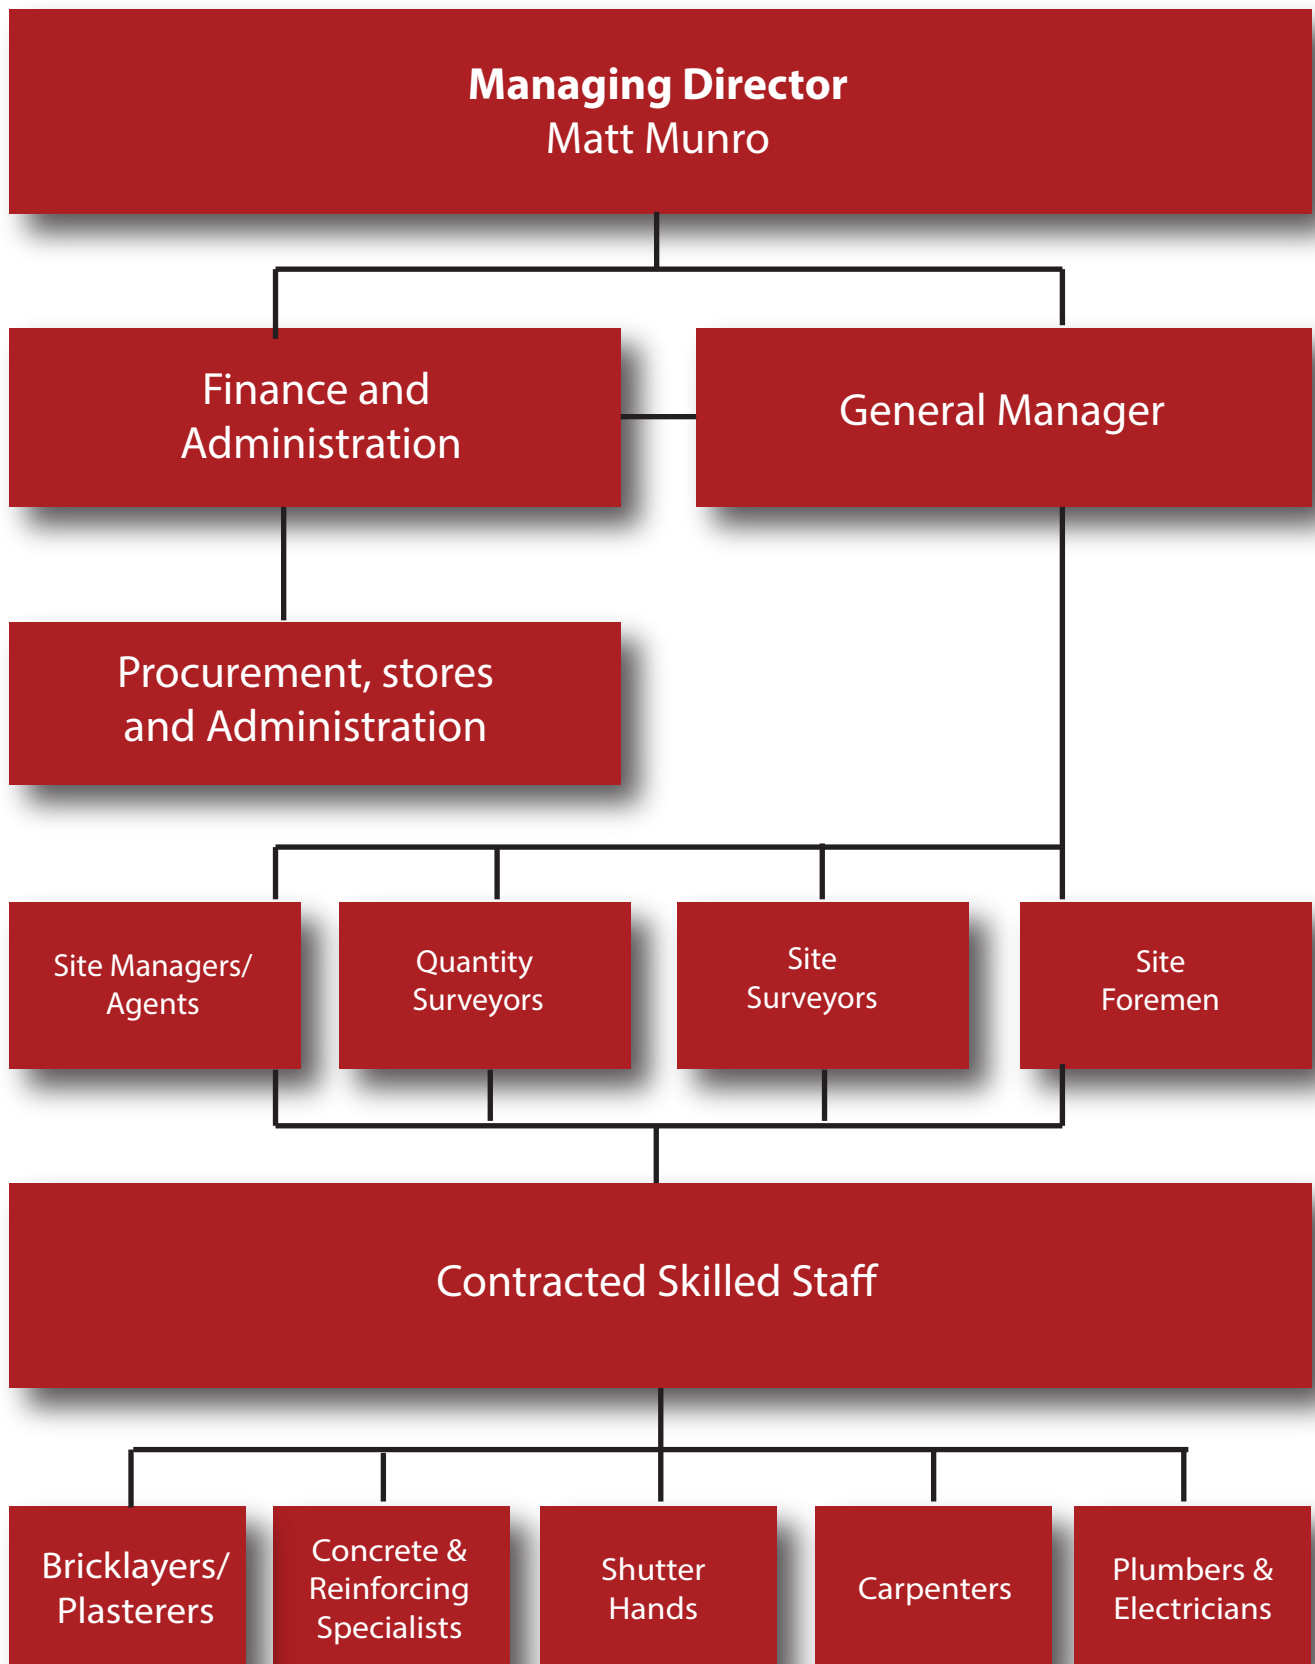 Managing Director
Matt Munro
Finance and
Administration
General Manager
Procurement, stores
and Administration
Site Managers/
Agents
Quantity
Surveyors
Site
Surveyors
Site
Foremen
Contracted Skilled Staff
Bricklayers/
Plasterers
Concrete &
Reinforcing
Specialists
Shutter
Hands
Carpenters
Plumbers &
Electricians